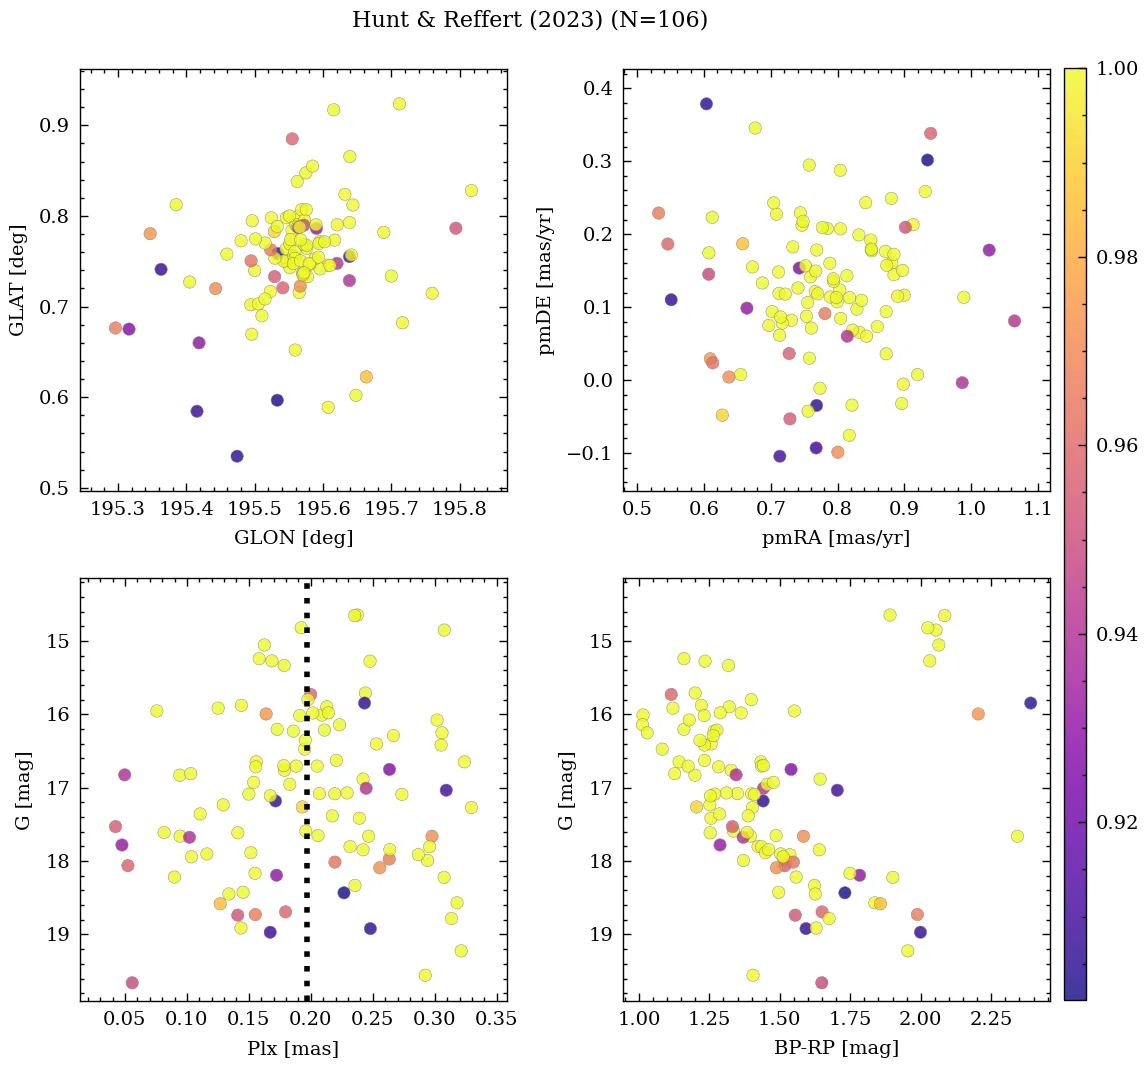 Hunt & Reffert (2023) (N=106)
0.9
0.8
0.7
0.6
0.5
GLAT [deg]
195.3 195.4 195.5 195.6 195.7 195.8
GLON [deg]
0.4
0.3
0.2
0.1
0.0
−0.1
pmDE [mas/yr]
0.5 0.6 0.7 0.8 0.9 1.0 1.1
pmRA [mas/yr]
1.00
0.98
0.96
0.94
0.92
15
16
17
18
19
G [mag]
0.05 0.10 0.15 0.20 0.25 0.30 0.35
Plx [mas]
15
16
17
18
19
G [mag]
1.00 1.25 1.50 1.75 2.00 2.25
BP-RP [mag]